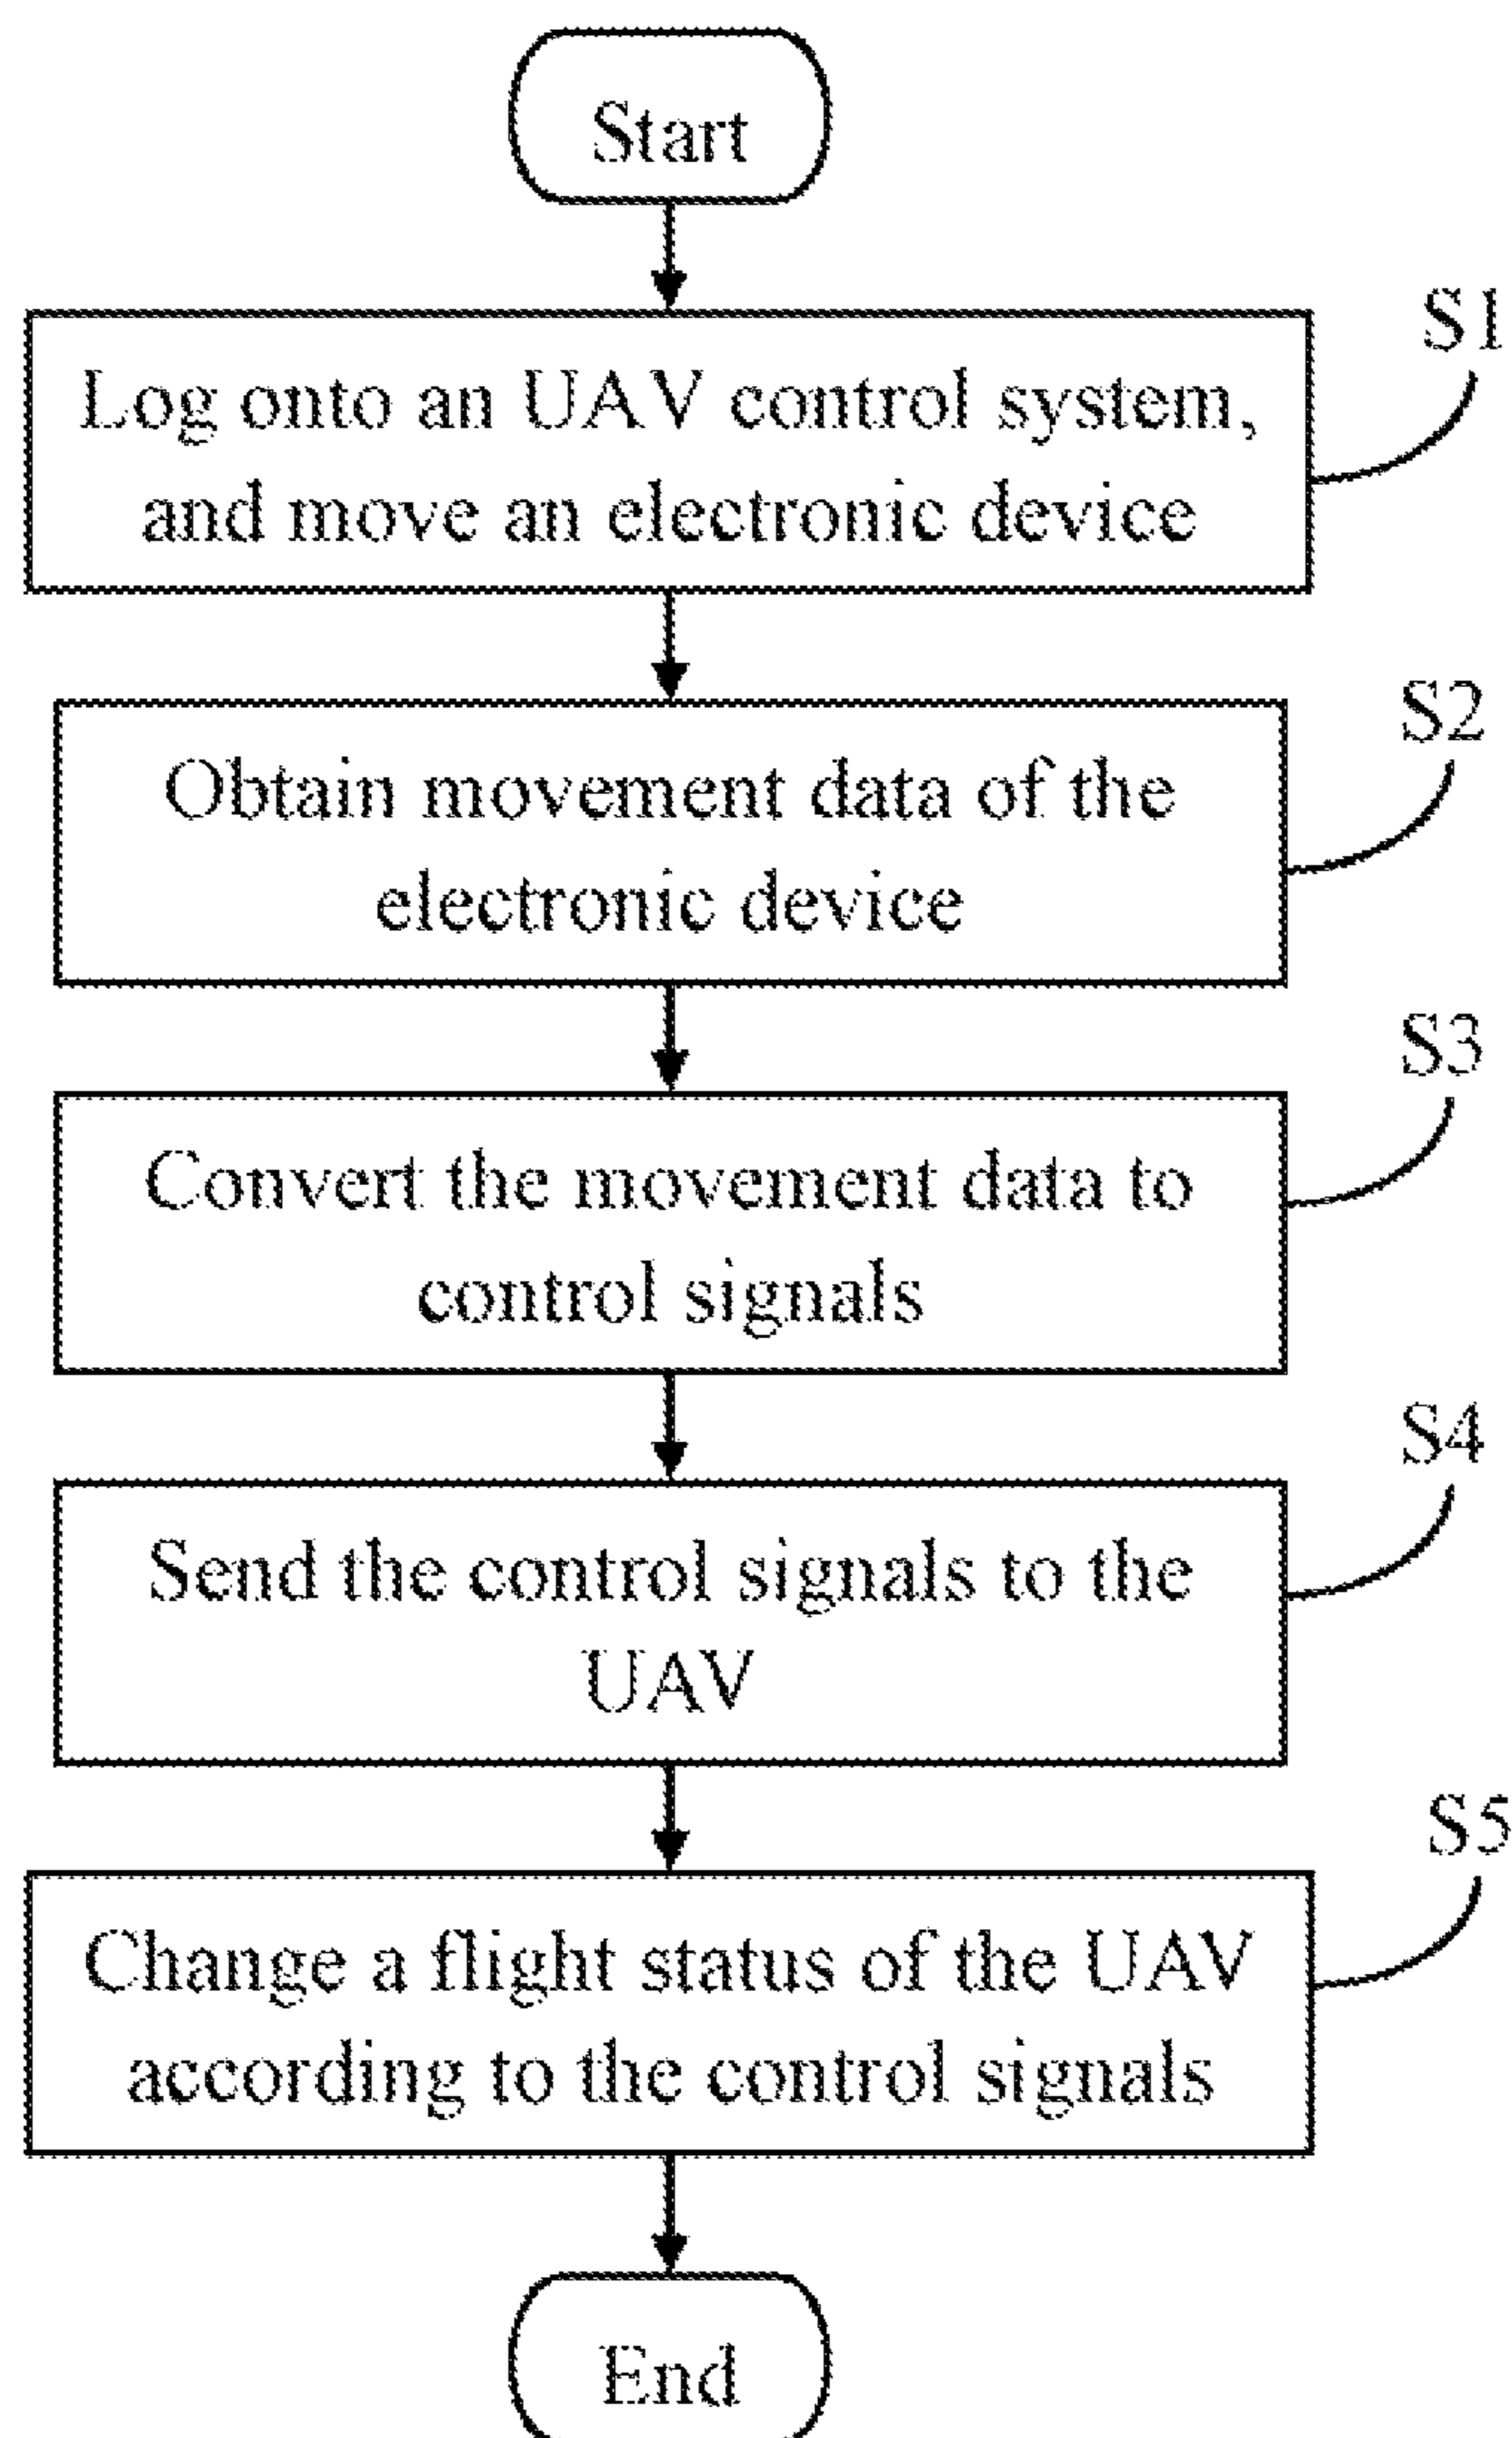 Start
S1
Log onto an UAV control system,
and move an electronic device
S2
Obtain movement data of the
electronic device
S3
Convert the movement data to
control signals
S4
Send the control signals to the
UAV
S5
Change a flight status of the UAV
according to the control signals
End